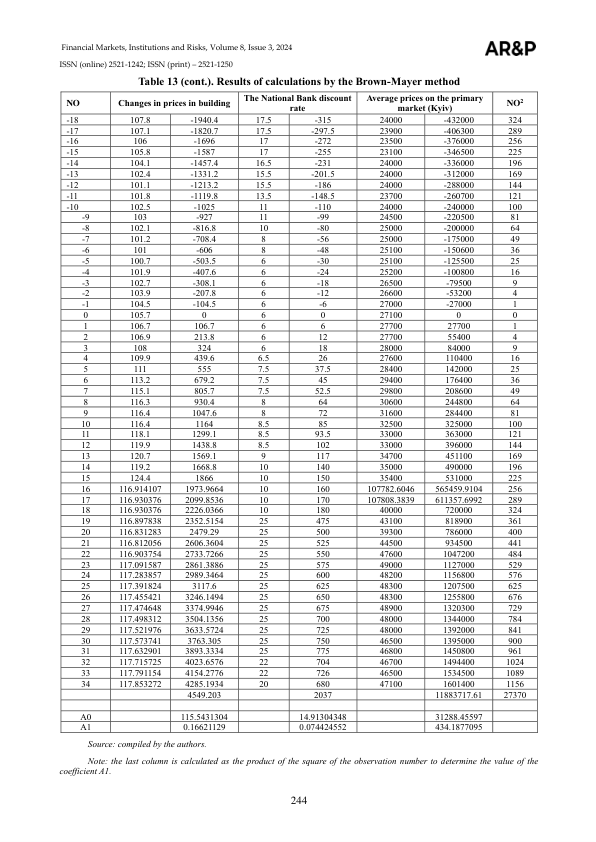 Financial Markets, Institutions and Risks, Volume 8, Issue 3, 2024
AR&P
ISSN (online) 2521-1242; ISSN (print) – 2521-1250
Table 13 (cont.). Results of calculations by the Brown-Mayer method
NO Changes in prices in building The National Bank discount rate Average prices on the primary market (Kyiv) NO²
-18 107.8 -1940.4 17.5 -315 24000 -432000 324
-17 107.1 -1820.7 17.5 -297.5 23900 -406300 289
-16 106 -1696 17 -272 23500 -376000 256
-15 105.8 -1587 17 -255 23100 -346500 225
-14 104.1 -1457.4 16.5 -231 24000 -336000 196
-13 102.4 -1331.2 15.5 -201.5 24000 -312000 169
-12 101.1 -1213.2 15.5 -186 24000 -288000 144
-11 101.8 -1119.8 13.5 -148.5 23700 -260700 121
-10 102.5 -1025 11 -110 24000 -240000 100
-9 103 -927 11 -99 24500 -220500 81
-8 102.1 -816.8 10 -80 25000 -200000 64
-7 101.2 -708.4 8 -56 25000 -175000 49
-6 101 -606 8 -48 25100 -150600 36
-5 100.7 -503.5 6 -30 25100 -125500 25
-4 101.9 -407.6 6 -24 25200 -100800 16
-3 102.7 -308.1 6 -18 26500 -79500 9
-2 103.9 -207.8 6 -12 26600 -53200 4
-1 104.5 -104.5 6 -6 27000 -27000 1
0 105.7 0 6 0 27100 0 0
1 106.7 106.7 6 6 27700 27700 1
2 106.9 213.8 6 12 27700 55400 4
3 108 324 6 18 28000 84000 9
4 109.9 439.6 6.5 26 27600 110400 16
5 111 555 7.5 37.5 28400 142000 25
6 113.2 679.2 7.5 45 29400 176400 36
7 115.1 805.7 7.5 52.5 29800 208600 49
8 116.3 930.4 8 64 30600 244800 64
9 116.4 1047.6 8 72 31600 284400 81
10 116.4 1164 8.5 85 32500 325000 100
11 118.1 1299.1 8.5 93.5 33000 363000 121
12 119.9 1438.8 8.5 102 33000 396000 144
13 120.7 1569.1 9 117 34700 451100 169
14 119.2 1668.8 10 140 35000 490000 196
15 124.4 1866 10 150 35400 531000 225
16 116.914107 1973.9664 10 160 107782.6046 565459.9104 256
17 116.930376 2099.8536 10 170 107808.3839 611357.6992 289
18 116.930376 2226.0366 10 180 40000 720000 324
19 116.897838 2352.5154 25 475 43100 818900 361
20 116.831283 2479.29 25 500 39300 786000 400
21 116.812056 2606.3604 25 525 44500 934500 441
22 116.903754 2733.7266 25 550 47600 1047200 484
23 117.091587 2861.3886 25 575 49000 1127000 529
24 117.283857 2989.3464 25 600 48200 1156800 576
25 117.391824 3117.6 25 625 48300 1207500 625
26 117.455421 3246.1494 25 650 48300 1255800 676
27 117.474648 3374.9946 25 675 48900 1320300 729
28 117.498312 3504.1356 25 700 48000 1344000 784
29 117.521976 3633.5724 25 725 48000 1392000 841
30 117.573741 3763.305 25 750 46500 1395000 900
31 117.632901 3893.3334 25 775 46800 1450800 961
32 117.715725 4023.6576 22 704 46700 1494400 1024
33 117.791154 4154.2776 22 726 46500 1534500 1089
34 117.853272 4285.1934 20 680 47100 1601400 1156
4549.203 2037 11883717.61 27370
A0 115.5431304 14.91304348 31288.45597
A1 0.16621129 0.074424552 434.1877095
Source: compiled by the authors.
Note: the last column is calculated as the product of the square of the observation number to determine the value of the
coefficient A1.
244